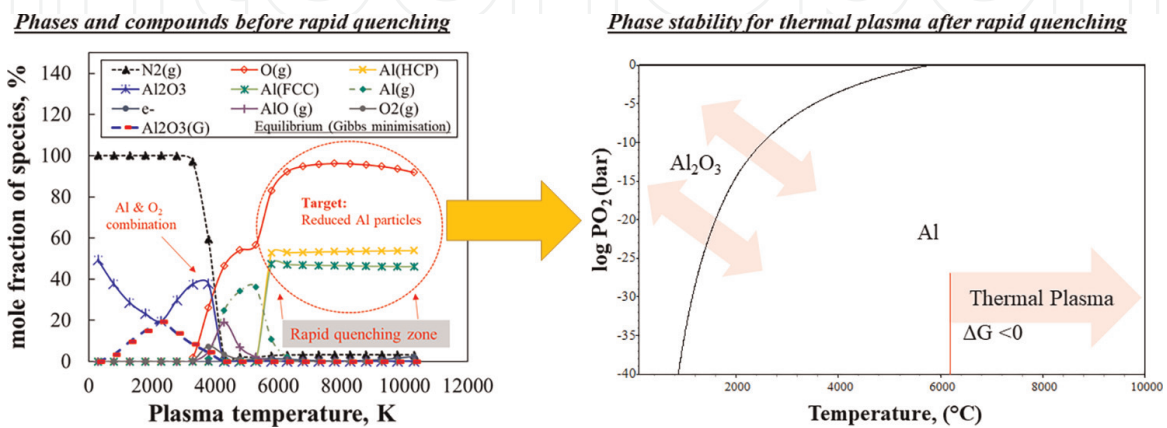 Phases and compounds before rapid quenching
Phase stability for thermal plasma after rapid quenching
mole fraction of species, %
140
120
100
80
60
40
20
0
N2(g)
O(g)
Al(HCP)
Al2O3
Al(FCC)
Al(g)
e-
AlO (g)
O2(g)
Al2O3(G)
Equilibrium (Gibbs minimisation)
Target:
Reduced Al particles
Al & O₂
combination
Rapid quenching zone
0
2000
4000
6000
8000
10000
12000
Plasma temperature, K
log PO₂ (bar)
0
-5
-10
-15
-20
-25
-30
-35
-40
Al₂O₃
Al
Thermal Plasma
ΔG <0
2000
4000
6000
8000
10000
Temperature, (°C)